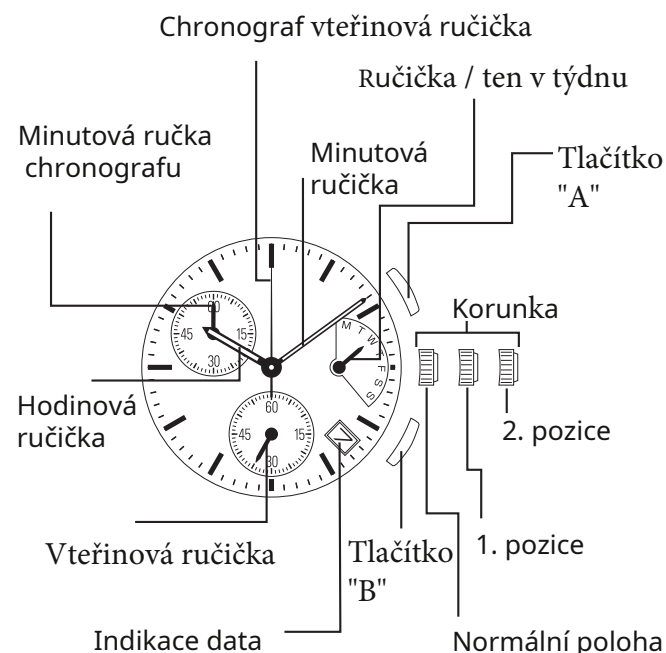 Chronograf vteřinová ručička
Ručička / ten v týdnu
Minutová ručka
chronografu
Minutová
ručička
Tlačítko
"A"
Korunka
60
45
15
30
M T W T F S S
Hodinová
ručička
60
45
15
30
2. pozice
Vteřinová ručička
Tlačítko
"B"
1. pozice
Indikace data
Normální poloha